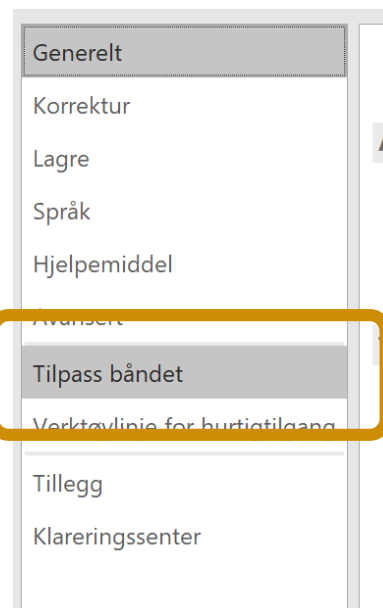 Generelt
Korrektur
Lagre
Språk
Hjelpemiddel
Avansert
Tilpass båndet
Verktøylinje for hurtigtilgang
Tillegg
Klareringssenter